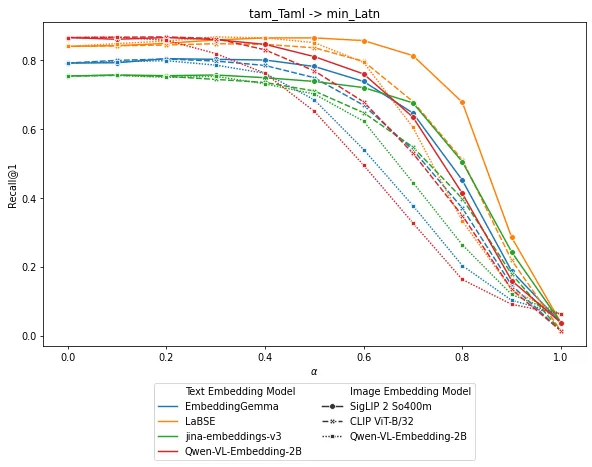 tam_Taml -> min_Latn
Recall@1
0.8
0.6
0.4
0.2
0.0
0.0 0.2 0.4 0.6 0.8 1.0
α
Text Embedding Model
EmbeddingGemma
LaBSE
jina-embeddings-v3
Qwen-VL-Embedding-2B
Image Embedding Model
SigLIP 2 So400m
CLIP ViT-B/32
Qwen-VL-Embedding-2B